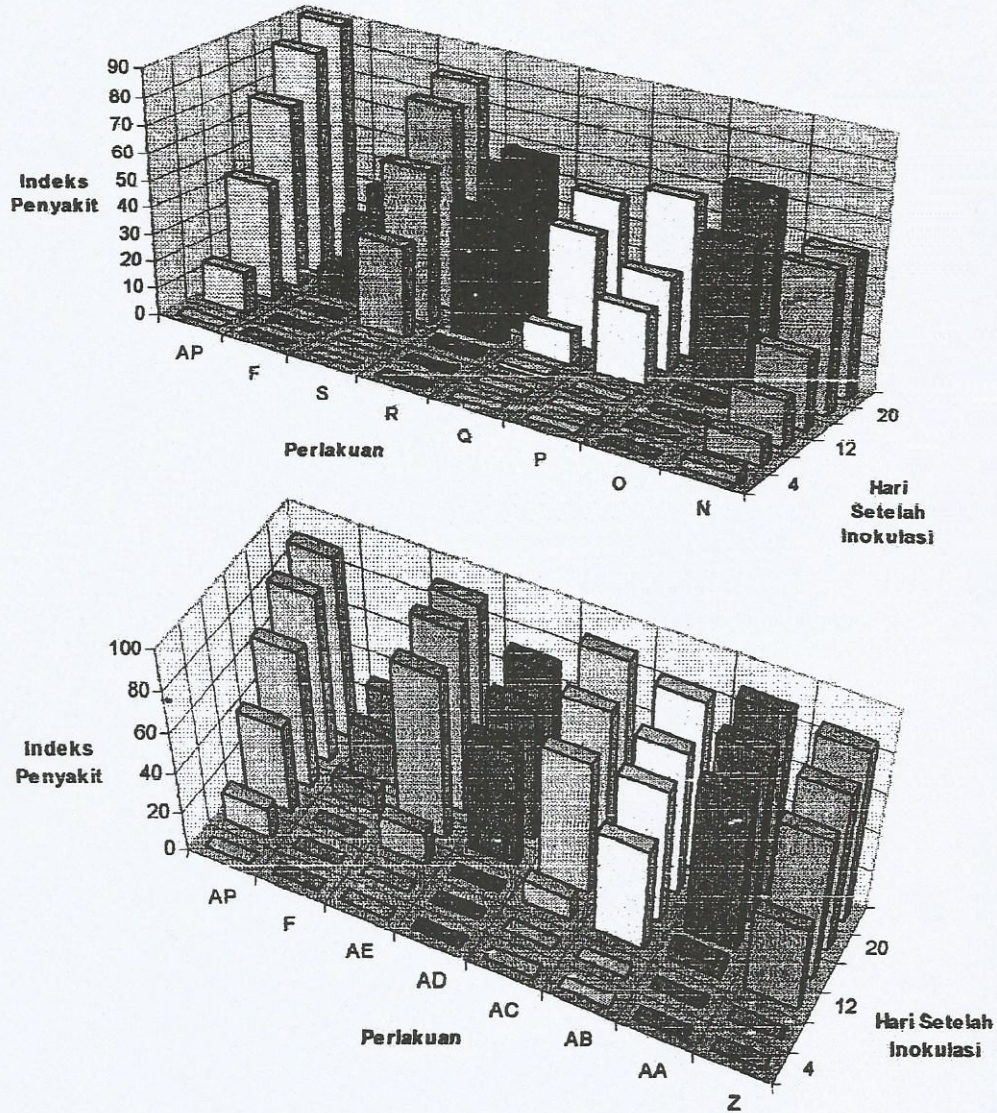 90
80
70
60
50
40
30
20
10
0
Indeks
Penyakit
AP
F
S
R
Q
P
O
N
Perlakuan
4
12
20
Hari
Setelah
Inokulasi
100
80
60
40
20
0
Indeks
Penyakit
AP
F
AE
AD
AC
AB
AA
Z
Perlakuan
4
12
20
Hari Setelah
Inokulasi